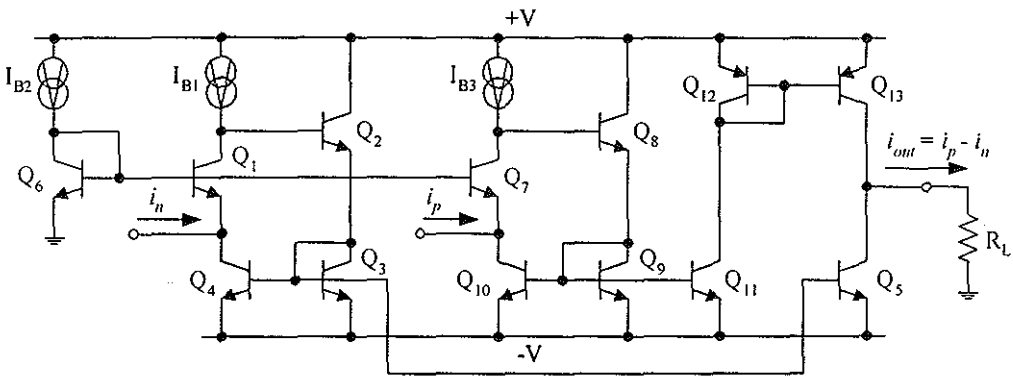 +V
I_B2
I_B1
I_B3
Q_12
Q_13
Q_2
Q_8
Q_6
Q_1
Q_7
i_out = i_p - i_n
i_n
i_p
R_L
Q_4
Q_3
Q_10
Q_9
Q_11
Q_5
-V